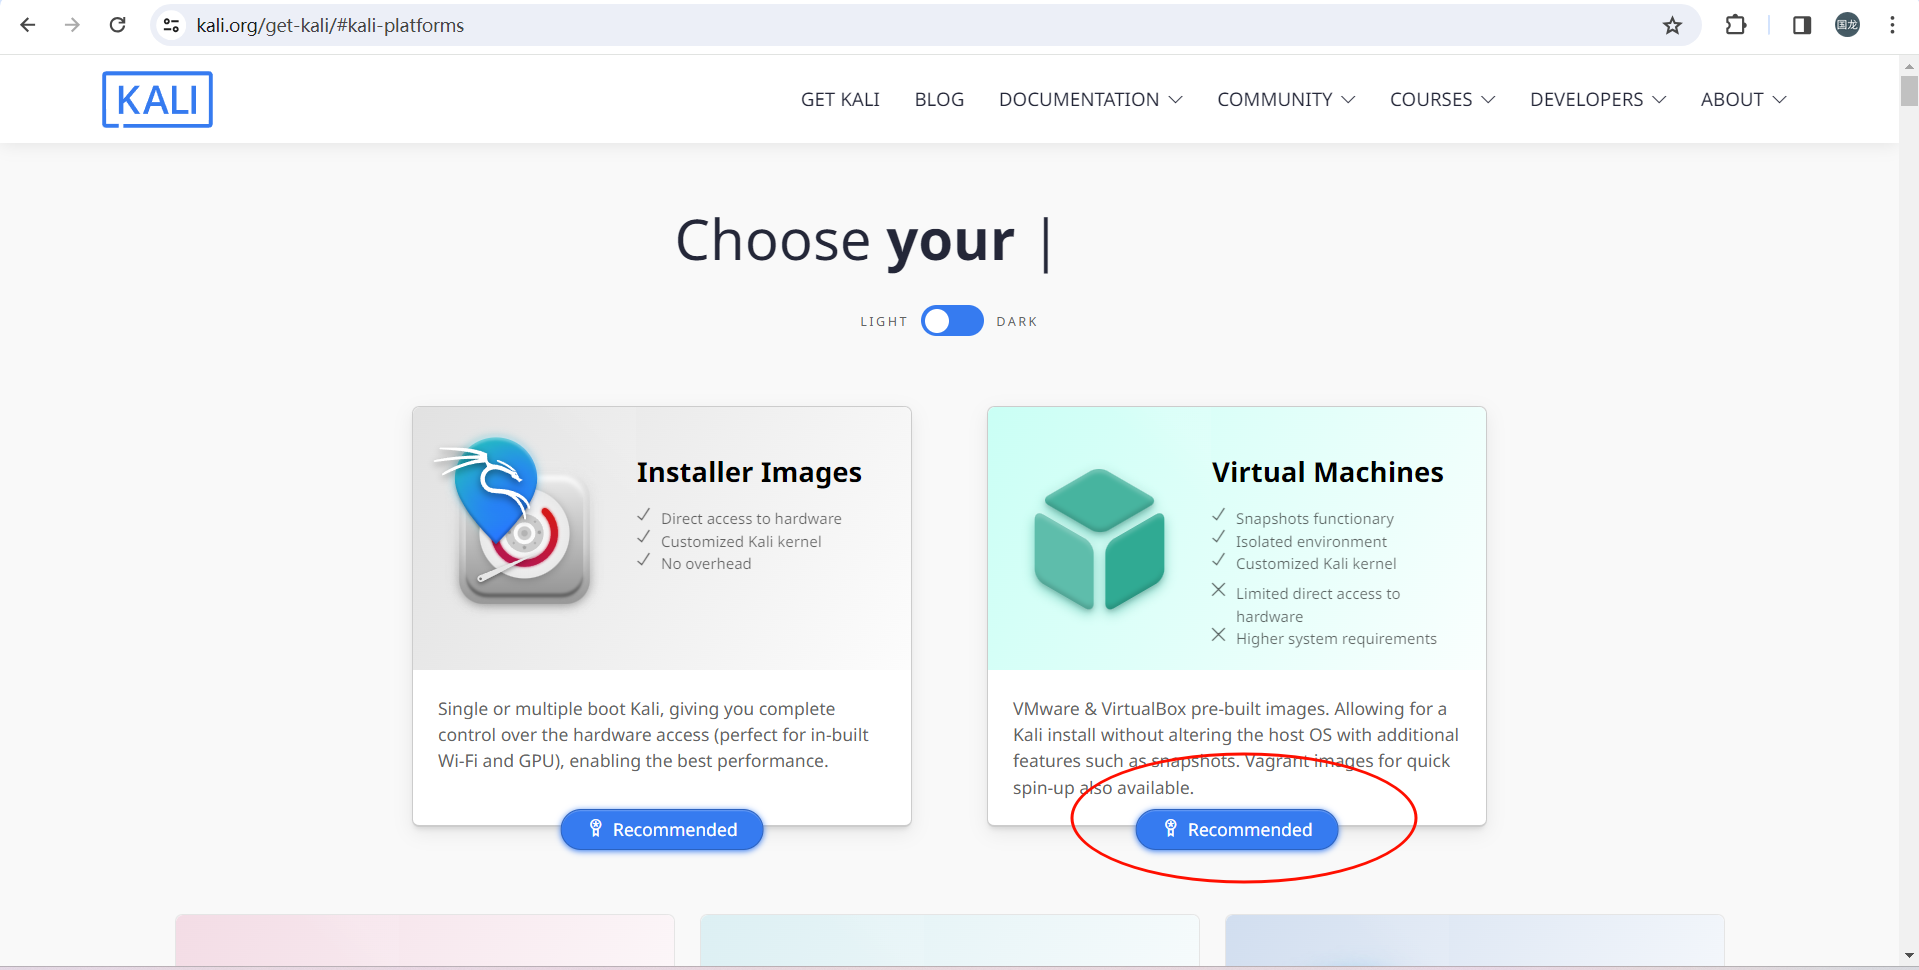 kali.org/get-kali/#kali-platforms
国龙
KALI
GET KALI BLOG DOCUMENTATION COMMUNITY COURSES DEVELOPERS ABOUT
Choose your |
LIGHT DARK
Installer Images
Direct access to hardware
Customized Kali kernel
No overhead
Single or multiple boot Kali, giving you complete
control over the hardware access (perfect for in-built
Wi-Fi and GPU), enabling the best performance.
Recommended
Virtual Machines
Snapshots functionary
Isolated environment
Customized Kali kernel
Limited direct access to
hardware
Higher system requirements
VMware & VirtualBox pre-built images. Allowing for a
Kali install without altering the host OS with additional
features such as snapshots. Vagrant images for quick
spin-up also available.
Recommended